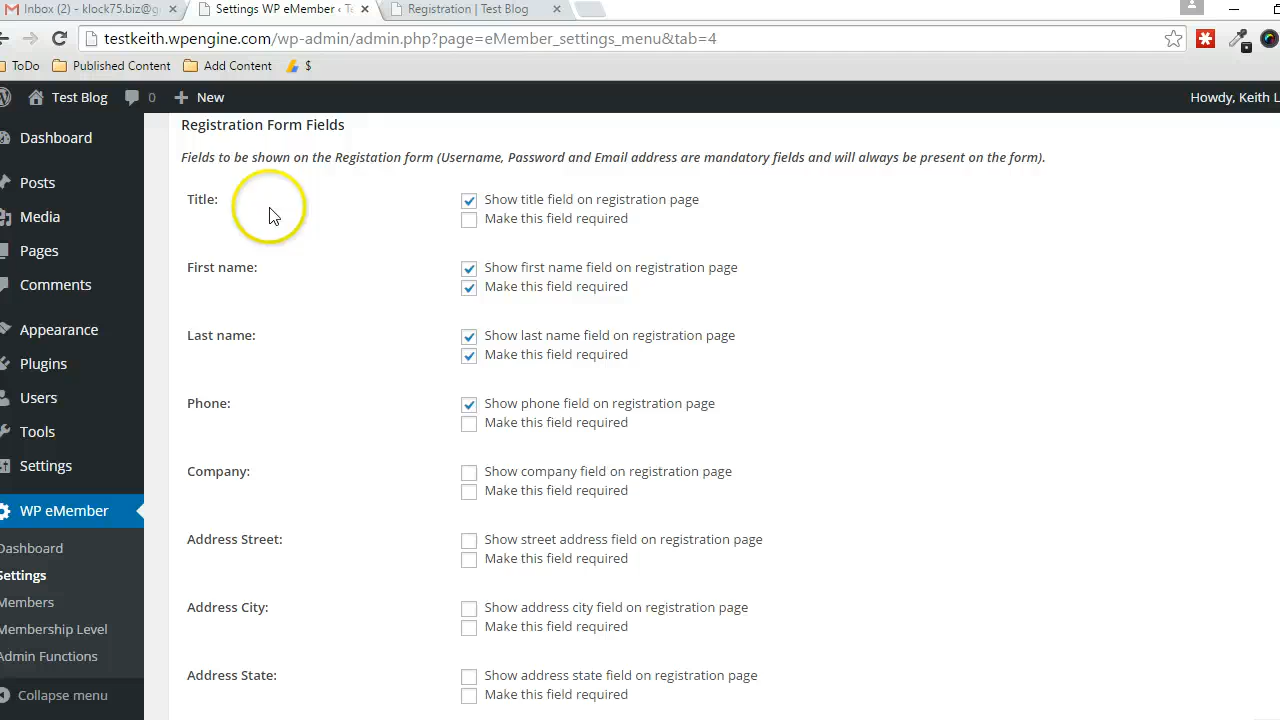 Inbox (2) - klock75.biz@g
Settings WP eMember ‹ Te
Registration | Test Blog
testkeith.wpengine.com/wp-admin/admin.php?page=eMember_settings_menu&tab=4
ToDo
Published Content
Add Content
$
Test Blog
0
New
Howdy, Keith L
Dashboard
Posts
Media
Pages
Comments
Appearance
Plugins
Users
Tools
Settings
WP eMember
Dashboard
Settings
Members
Membership Level
Admin Functions
Collapse menu
Registration Form Fields
Fields to be shown on the Registation form (Username, Password and Email address are mandatory fields and will always be present on the form).
Title:
Show title field on registration page
Make this field required
First name:
Show first name field on registration page
Make this field required
Last name:
Show last name field on registration page
Make this field required
Phone:
Show phone field on registration page
Make this field required
Company:
Show company field on registration page
Make this field required
Address Street:
Show street address field on registration page
Make this field required
Address City:
Show address city field on registration page
Make this field required
Address State:
Show address state field on registration page
Make this field required